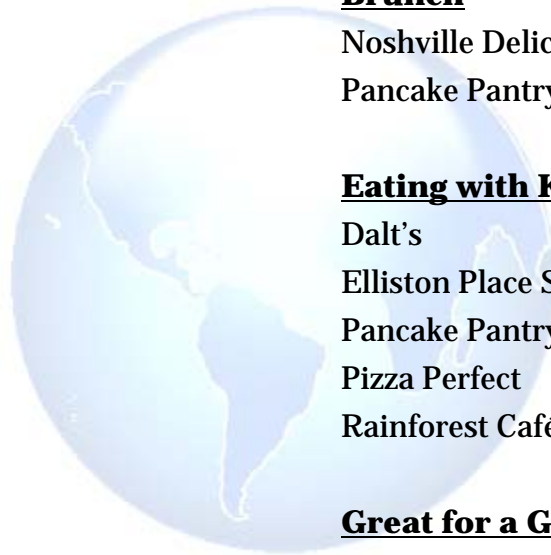 Brunch
Noshville Delic
Pancake Pantry
Eating with K
Dalt's
Elliston Place S
Pancake Pantry
Pizza Perfect
Rainforest Café
Great for a G